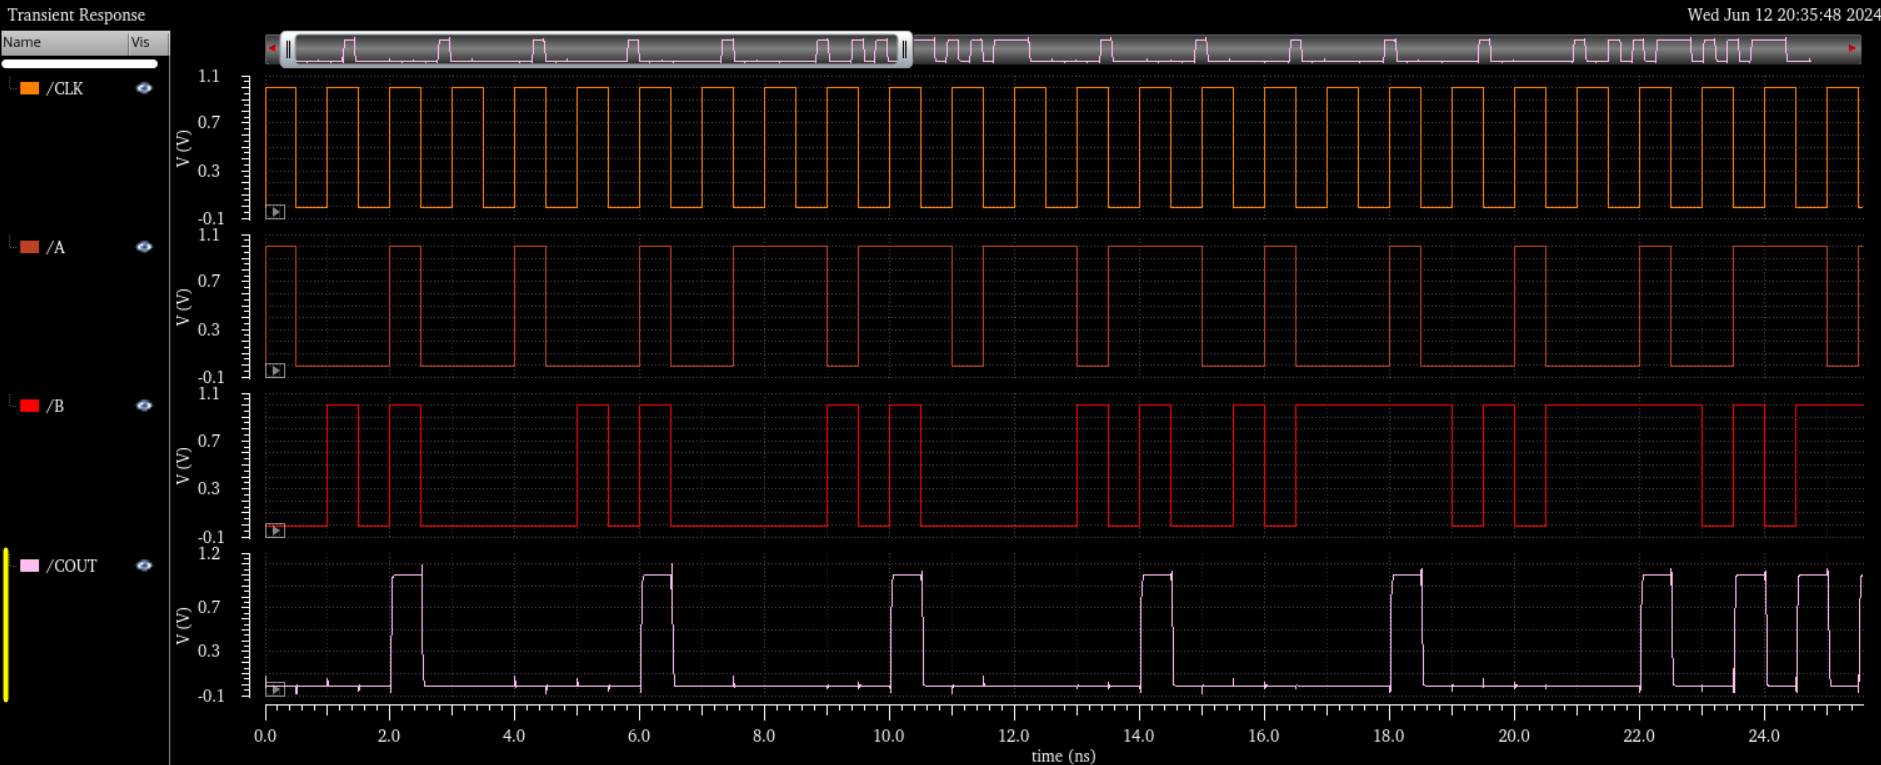 Transient Response
Wed Jun 12 20:35:48 2024
Name Vis
/CLK
1.1
0.7
0.3
-0.1
V (V)
/A
1.1
0.7
0.3
-0.1
V (V)
/B
1.1
0.7
0.3
-0.1
V (V)
/COUT
1.2
0.7
0.3
-0.1
V (V)
0.0 2.0 4.0 6.0 8.0 10.0 12.0 14.0 16.0 18.0 20.0 22.0 24.0
time (ns)